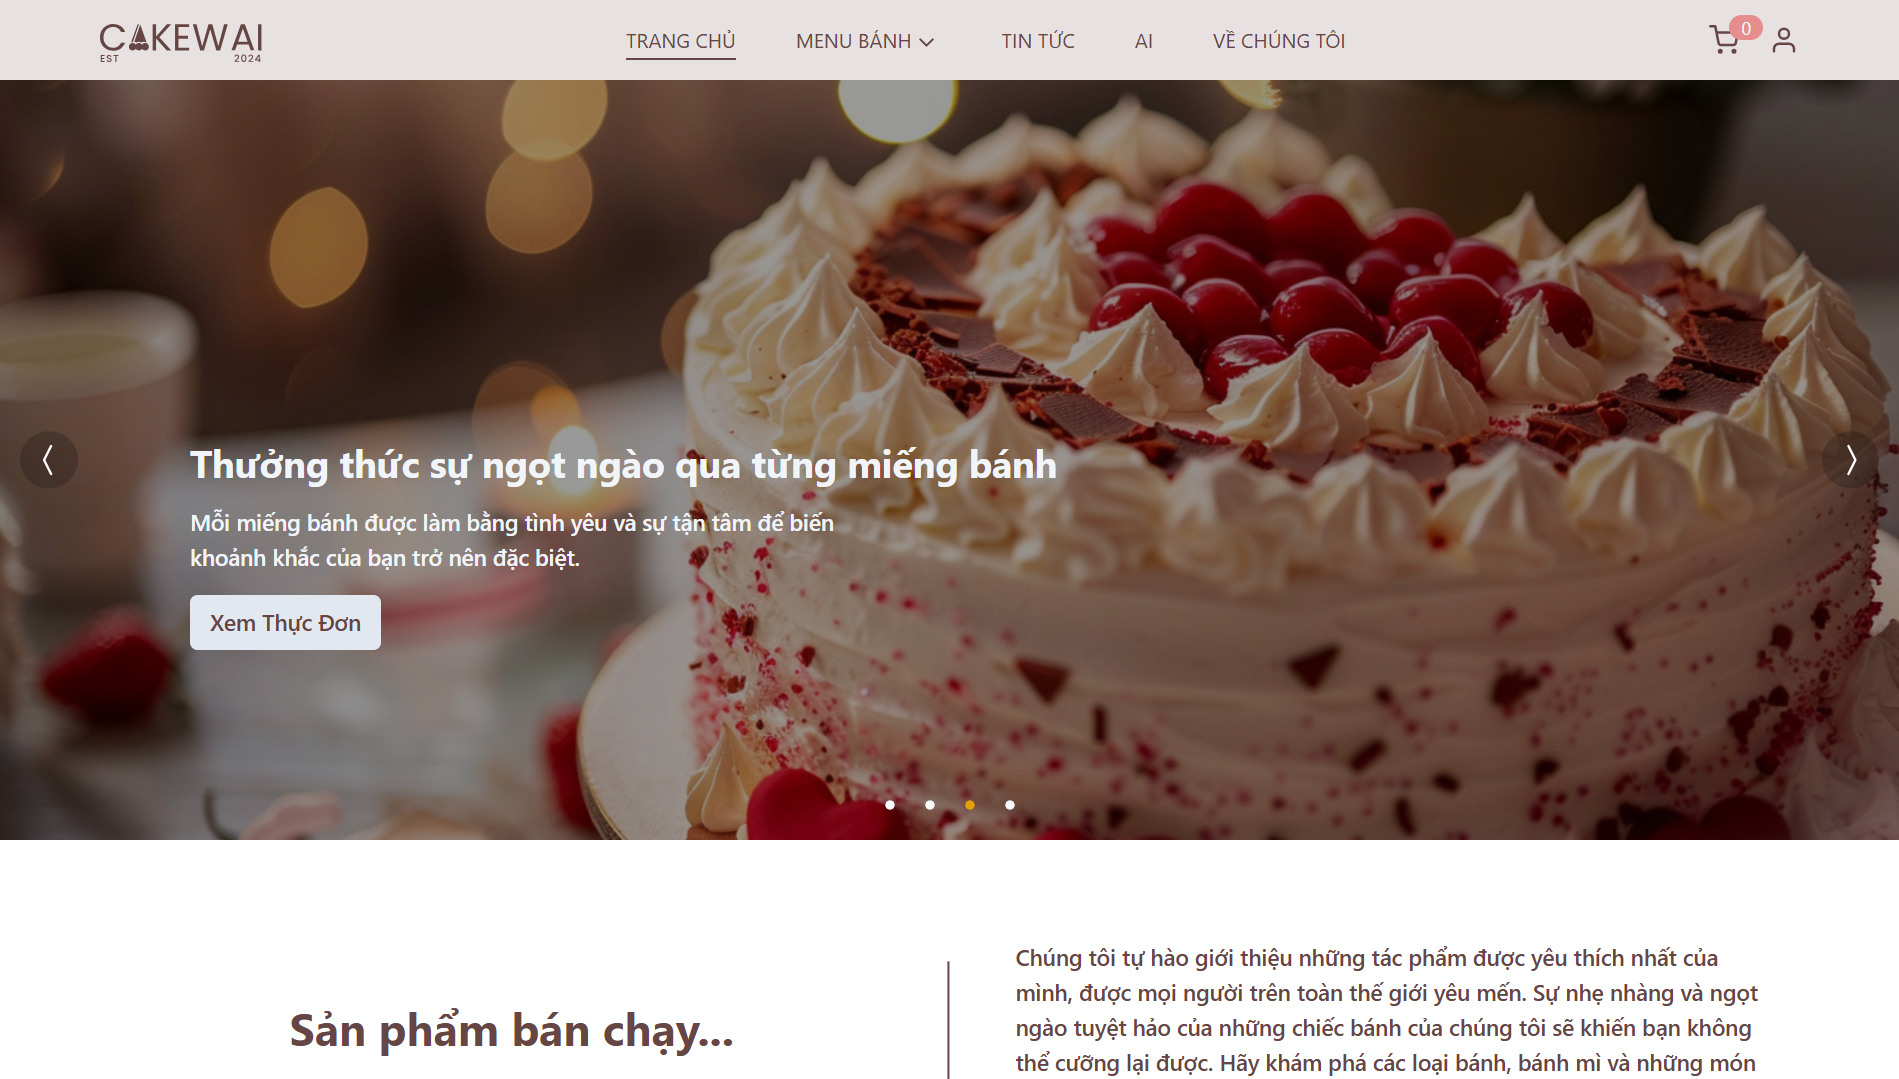 CAKEWAI
EST 2024
TRANG CHỦ
MENU BÁNH
TIN TỨC
AI
VỀ CHÚNG TÔI
0
Thưởng thức sự ngọt ngào qua từng miếng bánh
Mỗi miếng bánh được làm bằng tình yêu và sự tận tâm để biến
khoảnh khắc của bạn trở nên đặc biệt.
Xem Thực Đơn
Sản phẩm bán chạy...
Chúng tôi tự hào giới thiệu những tác phẩm được yêu thích nhất của
mình, được mọi người trên toàn thế giới yêu mến. Sự nhẹ nhàng và ngọt
ngào tuyệt hảo của những chiếc bánh của chúng tôi sẽ khiến bạn không
thể cưỡng lại được. Hãy khám phá các loại bánh, bánh mì và những món